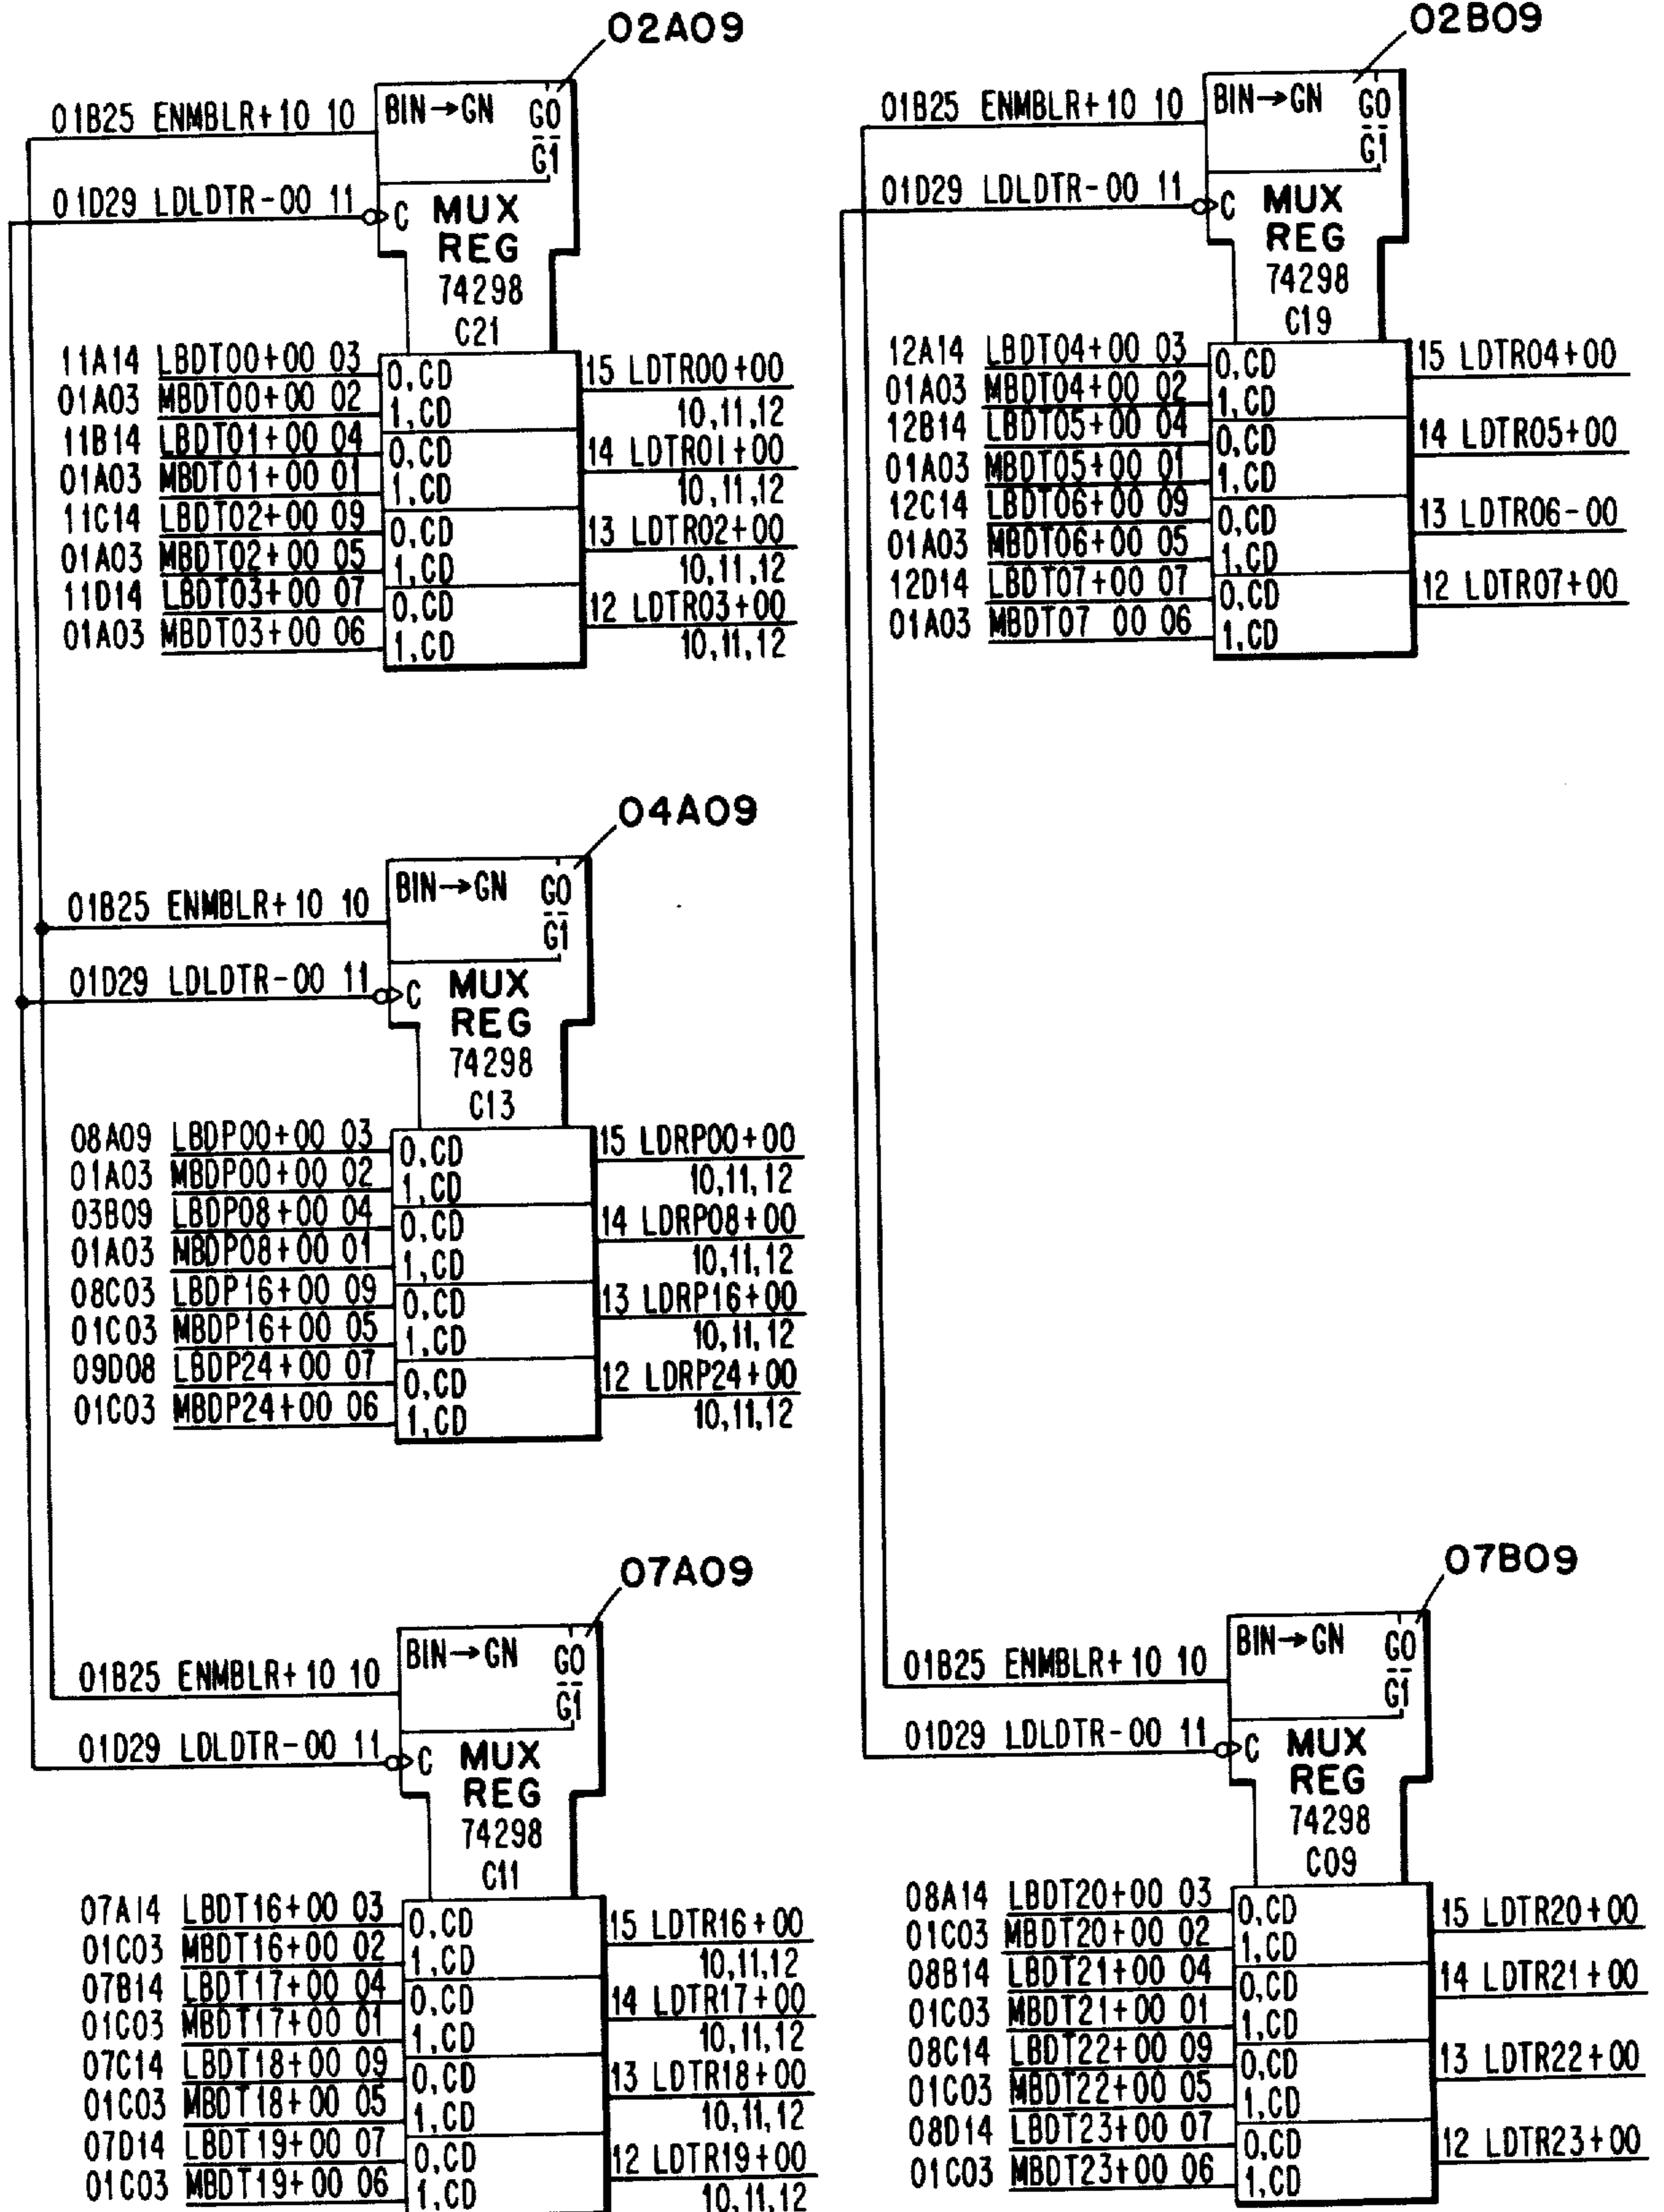 02A09
01B25 ENMBLR+10 10
BIN→GN G0
G1
01D29 LDLDTR-00 11
C MUX
REG
74298
C21
11A14 LBDT00+00 03
0,CD
15 LDTR00+00
01A03 MBDT00+00 02
1,CD
10,11,12
11B14 LBDT01+00 04
0,CD
14 LDTR01+00
01A03 MBDT01+00 01
1,CD
10,11,12
11C14 LBDT02+00 09
0,CD
13 LDTR02+00
01A03 MBDT02+00 05
1,CD
10,11,12
11D14 LBDT03+00 07
0,CD
12 LDTR03+00
01A03 MBDT03+00 06
1,CD
10,11,12
02B09
01B25 ENMBLR+10 10
BIN→GN G0
G1
01D29 LDLDTR-00 11
C MUX
REG
74298
C19
12A14 LBDT04+00 03
0,CD
15 LDTR04+00
01A03 MBDT04+00 02
1,CD
12B14 LBDT05+00 04
0,CD
14 LDTR05+00
01A03 MBDT05+00 01
1,CD
12C14 LBDT06+00 09
0,CD
13 LDTR06-00
01A03 MBDT06+00 05
1,CD
12D14 LBDT07+00 07
0,CD
12 LDTR07+00
01A03 MBDT07 00 06
1,CD
04A09
01B25 ENMBLR+10 10
BIN→GN G0
G1
01D29 LDLDTR-00 11
C MUX
REG
74298
C13
08A09 LBDP00+00 03
0,CD
15 LDRP00+00
01A03 MBDP00+00 02
1,CD
10,11,12
03B09 LBDP08+00 04
0,CD
14 LDRP08+00
01A03 MBDP08+00 01
1,CD
10,11,12
08C03 LBDP16+00 09
0,CD
13 LDRP16+00
01C03 MBDP16+00 05
1,CD
10,11,12
09D08 LBDP24+00 07
0,CD
12 LDRP24+00
01C03 MBDP24+00 06
1,CD
10,11,12
07A09
01B25 ENMBLR+10 10
BIN→GN G0
G1
01D29 LDLDTR-00 11
C MUX
REG
74298
C11
07A14 LBDT16+00 03
0,CD
15 LDTR16+00
01C03 MBDT16+00 02
1,CD
10,11,12
07B14 LBDT17+00 04
0,CD
14 LDTR17+00
01C03 MBDT17+00 01
1,CD
10,11,12
07C14 LBDT18+00 09
0,CD
13 LDTR18+00
01C03 MBDT18+00 05
1,CD
10,11,12
07D14 LBDT19+00 07
0,CD
12 LDTR19+00
01C03 MBDT19+00 06
1,CD
10,11,12
07B09
01B25 ENMBLR+10 10
BIN→GN G0
G1
01D29 LDLDTR-00 11
C MUX
REG
74298
C09
08A14 LBDT20+00 03
0,CD
15 LDTR20+00
01C03 MBDT20+00 02
1,CD
08B14 LBDT21+00 04
0,CD
14 LDTR21+00
01C03 MBDT21+00 01
1,CD
08C14 LBDT22+00 09
0,CD
13 LDTR22+00
01C03 MBDT22+00 05
1,CD
08D14 LBDT23+00 07
0,CD
12 LDTR23+00
01C03 MBDT23+00 06
1,CD